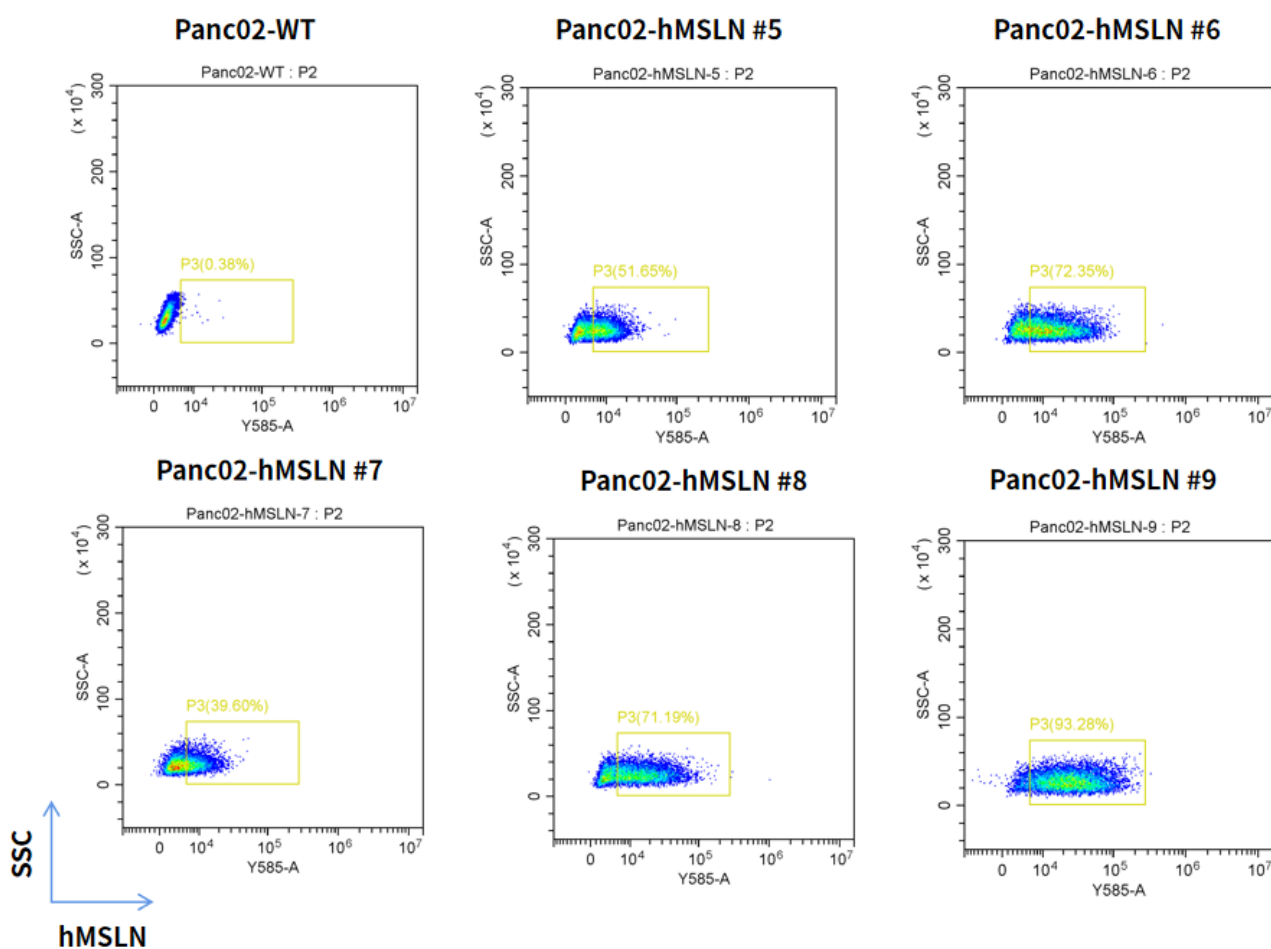 Panc02-WT
Panc02-WT : P2
(x 10⁴)
300
200
100
0
SSC-A
P3(0.38%)
0 10⁴ 10⁵ 10⁶ 10⁷
Y585-A
Panc02-hMSLN #5
Panc02-hMSLN-5 : P2
(x 10⁴)
300
200
100
0
SSC-A
P3(51.65%)
0 10⁴ 10⁵ 10⁶ 10⁷
Y585-A
Panc02-hMSLN #6
Panc02-hMSLN-6 : P2
(x 10⁴)
300
200
100
0
SSC-A
P3(72.35%)
0 10⁴ 10⁵ 10⁶ 10⁷
Y585-A
Panc02-hMSLN #7
Panc02-hMSLN-7 : P2
(x 10⁴)
300
200
100
0
SSC-A
P3(39.60%)
0 10⁴ 10⁵ 10⁶ 10⁷
Y585-A
Panc02-hMSLN #8
Panc02-hMSLN-8 : P2
(x 10⁴)
300
200
100
0
SSC-A
P3(71.19%)
0 10⁴ 10⁵ 10⁶ 10⁷
Y585-A
Panc02-hMSLN #9
Panc02-hMSLN-9 : P2
(x 10⁴)
300
200
100
0
SSC-A
P3(93.28%)
0 10⁴ 10⁵ 10⁶ 10⁷
Y585-A
SSC
hMSLN